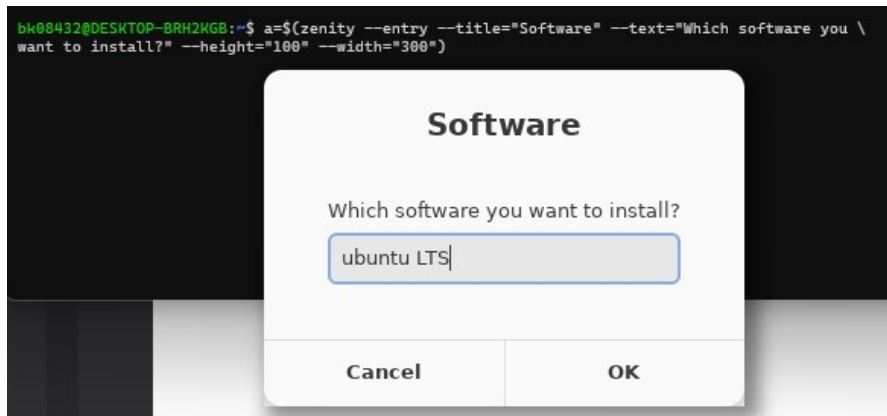 bk08432@DESKTOP-BRH2KGB:~$ a=$(zenity --entry --title="Software" --text="Which software you \
want to install?" --height="100" --width="300")
Software
Which software you want to install?
ubuntu LTS
Cancel OK